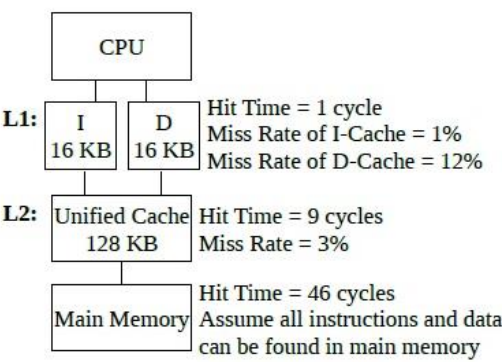 CPU
L1:
I
16 KB
D
16 KB
Hit Time = 1 cycle
Miss Rate of I-Cache = 1%
Miss Rate of D-Cache = 12%
L2:
Unified Cache
128 KB
Hit Time = 9 cycles
Miss Rate = 3%
Main Memory
Hit Time = 46 cycles
Assume all instructions and data
can be found in main memory